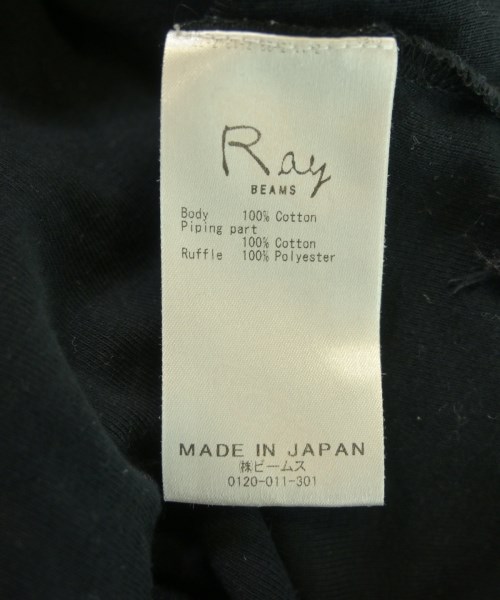 Ray
BEAMS
Body 100% Cotton
Piping part
100% Cotton
Ruffle 100% Polyester
MADE IN JAPAN
㈱ビームス
0120-011-301